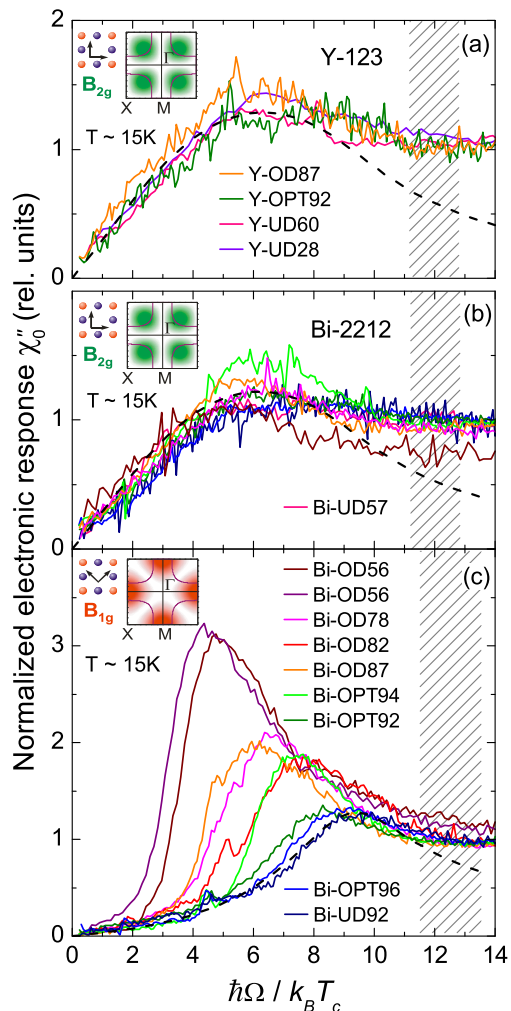 Normalized electronic response χ₀″ (rel. units)
(a)
Y-123
B2g
Γ
X M
T ~ 15K
Y-OD87
Y-OPT92
Y-UD60
Y-UD28
2
1
0
(b)
Bi-2212
B2g
Γ
X M
T ~ 15K
Bi-UD57
1
0
(c)
B1g
Γ
X M
T ~ 15K
Bi-OD56
Bi-OD56
Bi-OD78
Bi-OD82
Bi-OD87
Bi-OPT94
Bi-OPT92
Bi-OPT96
Bi-UD92
3
2
1
0
0 2 4 6 8 10 12 14
ħΩ / kBTc